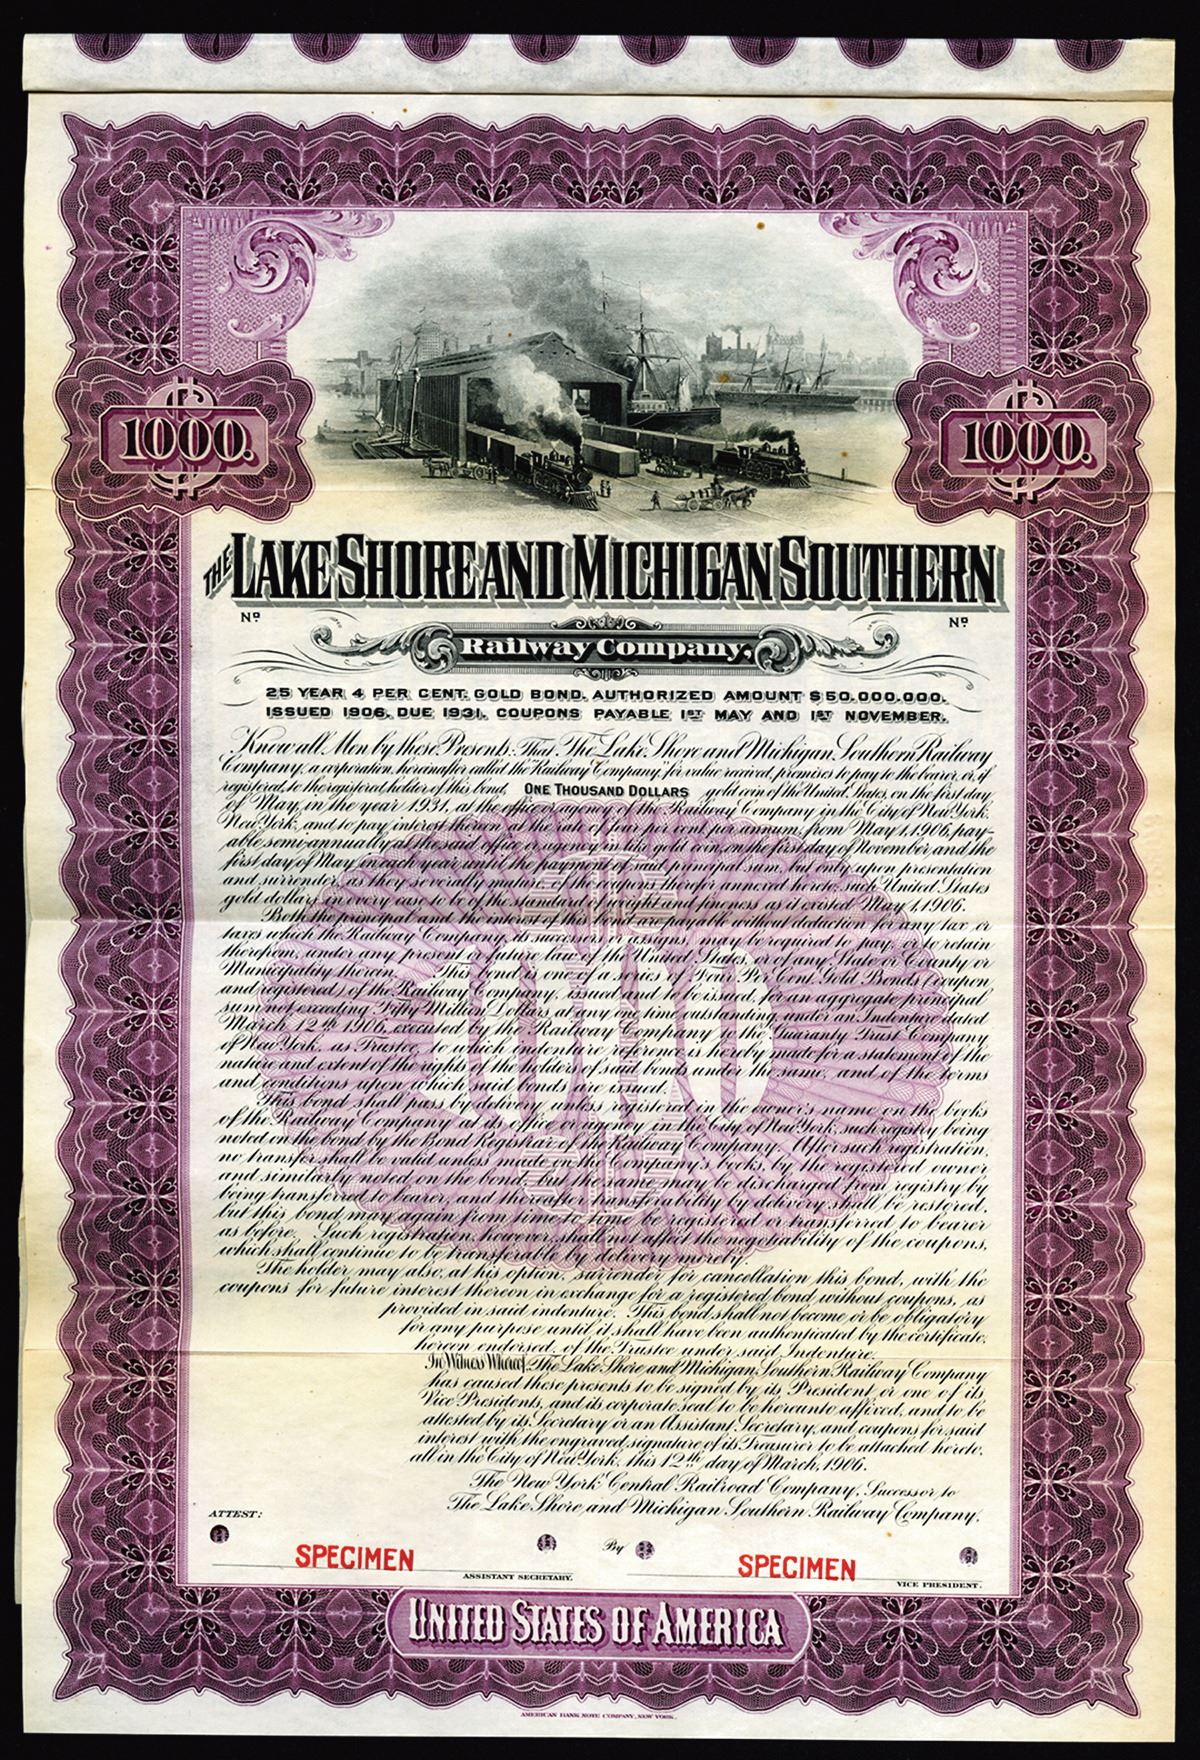 1000.
1000.
THE LAKE SHORE AND MICHIGAN SOUTHERN
Nº
Nº
Railway Company,
25 YEAR 4 PER CENT. GOLD BOND. AUTHORIZED AMOUNT $50,000,000.
ISSUED 1906, DUE 1931. COUPONS PAYABLE 1ST MAY AND 1ST NOVEMBER.
Know all Men by these Presents: That The Lake Shore and Michigan Southern Railway
Company, a corporation, hereinafter called the "Railway Company," for value received, promises to pay to the bearer, or, if
registered, to the registered holder of this bond, ONE THOUSAND DOLLARS gold coin of the United States, on the first day
of May, in the year 1931, at the office or agency of the Railway Company in the City of New York,
New York, and to pay interest thereon at the rate of four per cent per annum, from May 1, 1906, pay-
able semi-annually at the said office or agency in like gold coin, on the first day of November and the
first day of May, in each year until the payment of said principal sum, but only upon presentation
and surrender, as they severally mature, of the coupons therefor annexed hereto; such United States
gold dollars in every case to be of the standard of weight and fineness as it existed May 1, 1906.
Both the principal and the interest of this bond are payable without deduction for any tax or
taxes which the Railway Company, its successors or assigns, may be required to pay, or to retain
therefrom, under any present or future law of the United States, or of any State or County or
Municipality therein. This bond is one of a series of Four Per Cent. Gold Bonds (coupon
and registered) of the Railway Company, issued and to be issued, for an aggregate principal
sum not exceeding Fifty Million Dollars, at any one time outstanding, under an Indenture dated
March 12th 1906, executed by the Railway Company to the Guaranty Trust Company
of New York, as Trustee, to which indenture reference is hereby made for a statement of the
nature and extent of the rights of the holders of said bonds under the same, and of the terms
and conditions upon which said bonds are issued.
This bond shall pass by delivery unless registered in the owner's name on the books
of the Railway Company at its office or agency in the City of New York, such registry being
noted on the bond by the Bond Registrar of the Railway Company. After such registration,
no transfer shall be valid unless made on the Company's books, by the registered owner
and similarly noted on the bond, but the same may be discharged from registry by
being transferred to bearer, and thereafter transferability by delivery shall be restored,
but this bond may again from time to time be registered or transferred to bearer
as before. Such registration, however, shall not affect the negotiability of the coupons,
which shall continue to be transferable by delivery merely.
The holder may also, at his option, surrender for cancellation this bond, with the
coupons for future interest thereon in exchange for a registered bond without coupons, as
provided in said indenture. This bond shall not become or be obligatory
for any purpose until it shall have been authenticated by the certificate,
hereon endorsed, of the Trustee under said Indenture.
In Witness Whereof, The Lake Shore and Michigan Southern Railway Company
has caused these presents to be signed by its President or one of its
Vice Presidents, and its corporate seal to be hereunto affixed, and to be
attested by its Secretary or an Assistant Secretary, and coupons for said
interest with the engraved signature of its Treasurer to be attached hereto,
all in the City of New York, this 12th day of March, 1906.
The New York Central Railroad Company, Successor to
The Lake Shore and Michigan Southern Railway Company,
ATTEST:
By
SPECIMEN
SPECIMEN
ASSISTANT SECRETARY.
VICE PRESIDENT.
UNITED STATES OF AMERICA
AMERICAN BANK NOTE COMPANY, NEW YORK.